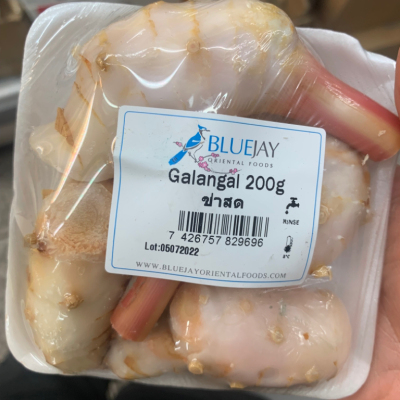 BLUEJAY
ORIENTAL FOODS
Galangal 200g
ข่าสด
RINSE
7 426757 829696
Lot:05072022
8°C
WWW.BLUEJAYORIENTALFOODS.COM